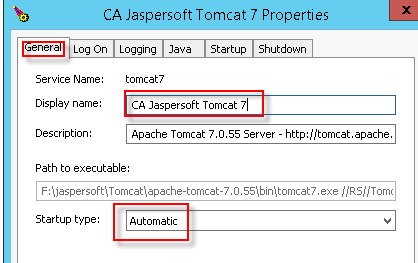 CA Jaspersoft Tomcat 7 Properties
General Log On Logging Java Startup Shutdown
Service Name: tomcat7
Display name: CA Jaspersoft Tomcat 7
Description: Apache Tomcat 7.0.55 Server - http://tomcat.apache.
Path to executable:
F:\jaspersoft\Tomcat\apache-tomcat-7.0.55\bin\tomcat7.exe //RS//Tomc
Startup type: Automatic